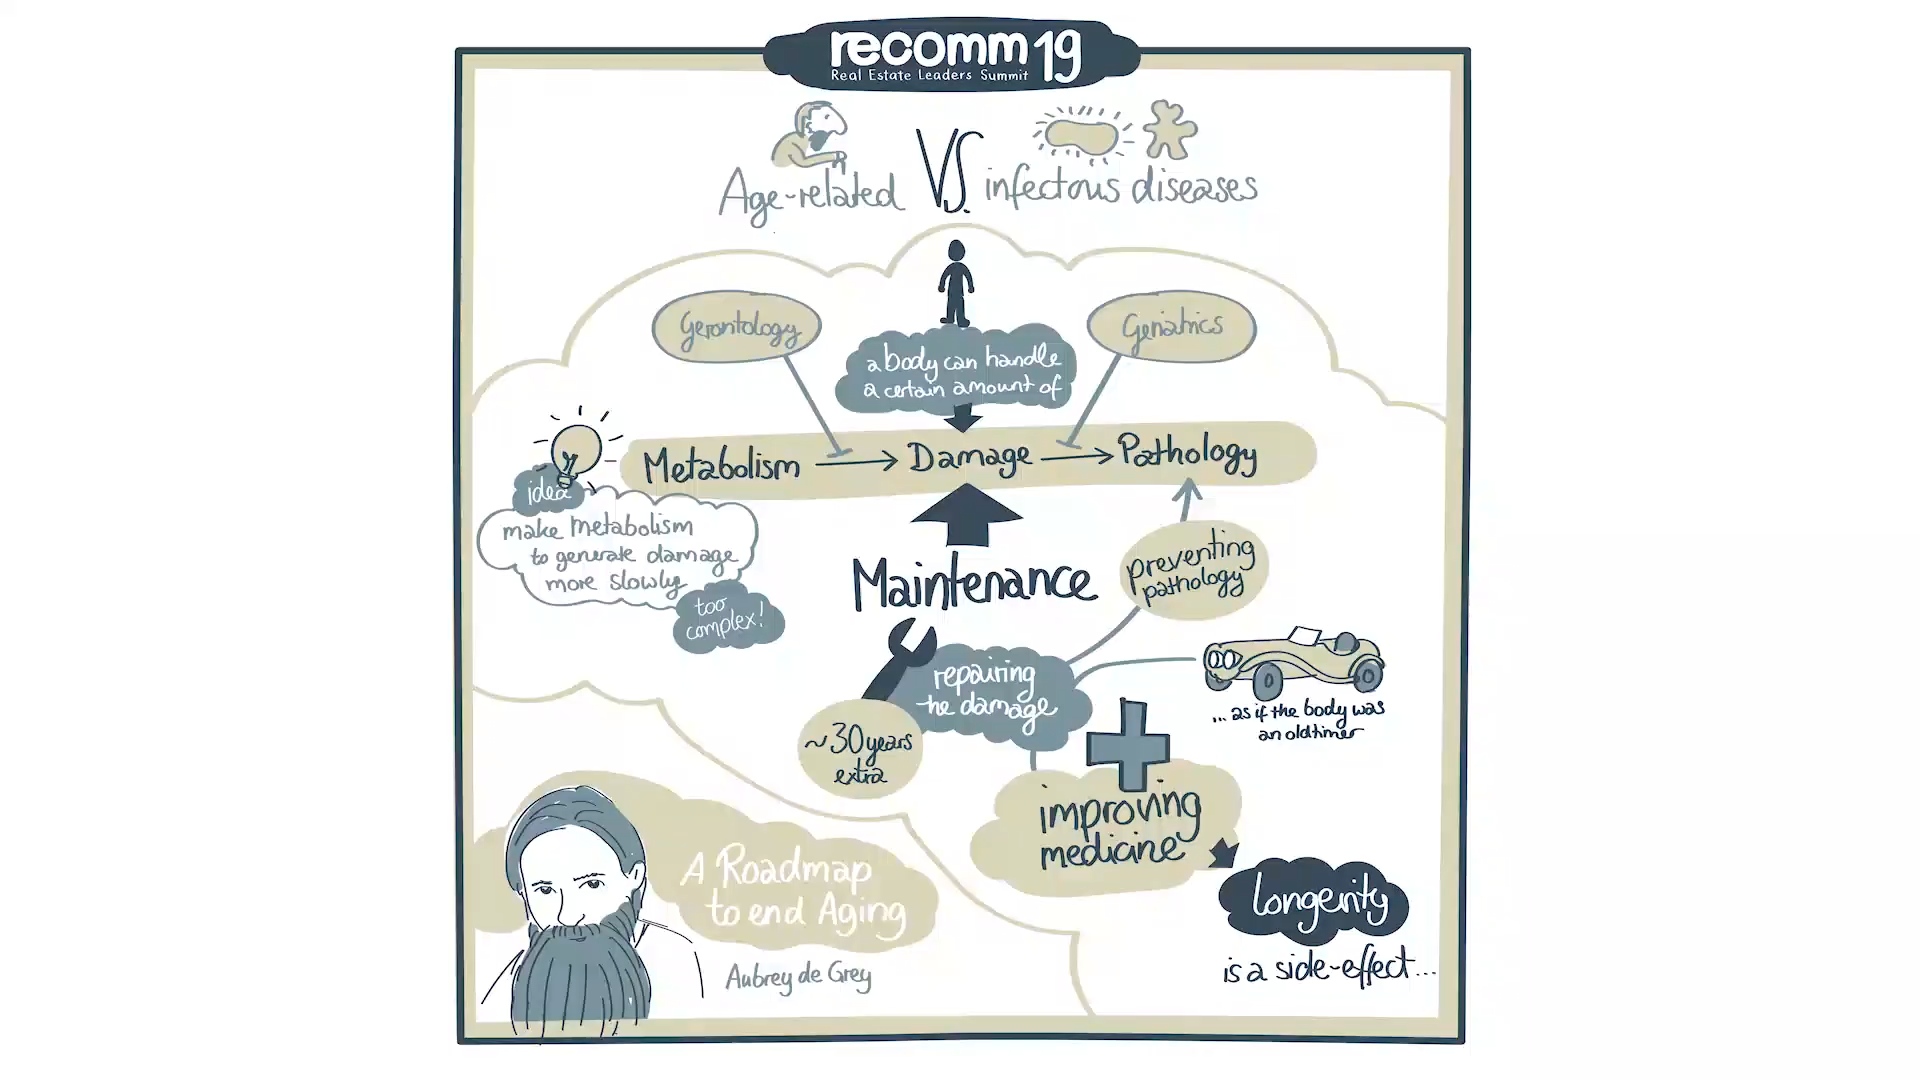 recomm19
Real Estate Leaders Summit
Age-related VS. infectous diseases
Gerontology
a body can handle
a certain amount of
Geriatrics
Metabolism → Damage → Pathology
idea
make metabolism
to generate damage
more slowly
too
complex!
Maintenance
preventing
pathology
repairing
the damage
~30 years
extra
... as if the body was
an oldtimer
improving
medicine
Longevity
is a side-effect...
A Roadmap
to end Aging
Aubrey de Grey